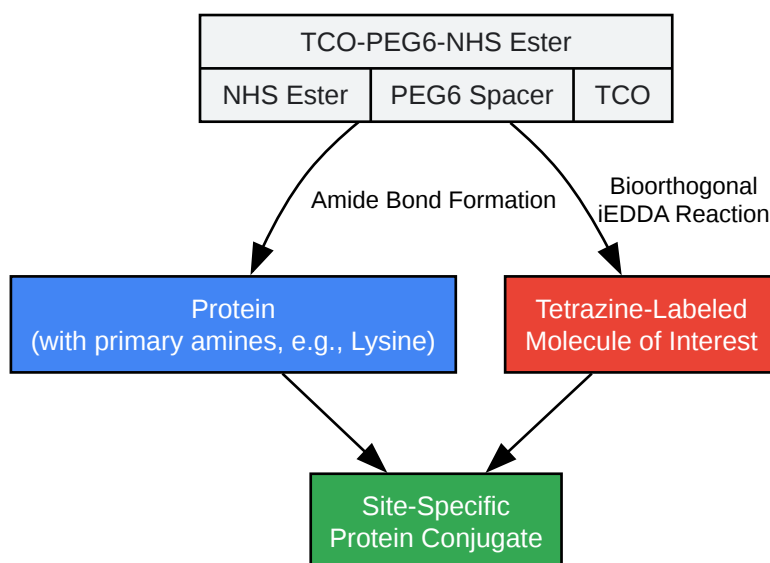 TCO-PEG6-NHS Ester
NHS Ester
PEG6 Spacer
TCO
Amide Bond Formation
Bioorthogonal
iEDDA Reaction
Protein
(with primary amines, e.g., Lysine)
Tetrazine-Labeled
Molecule of Interest
Site-Specific
Protein Conjugate